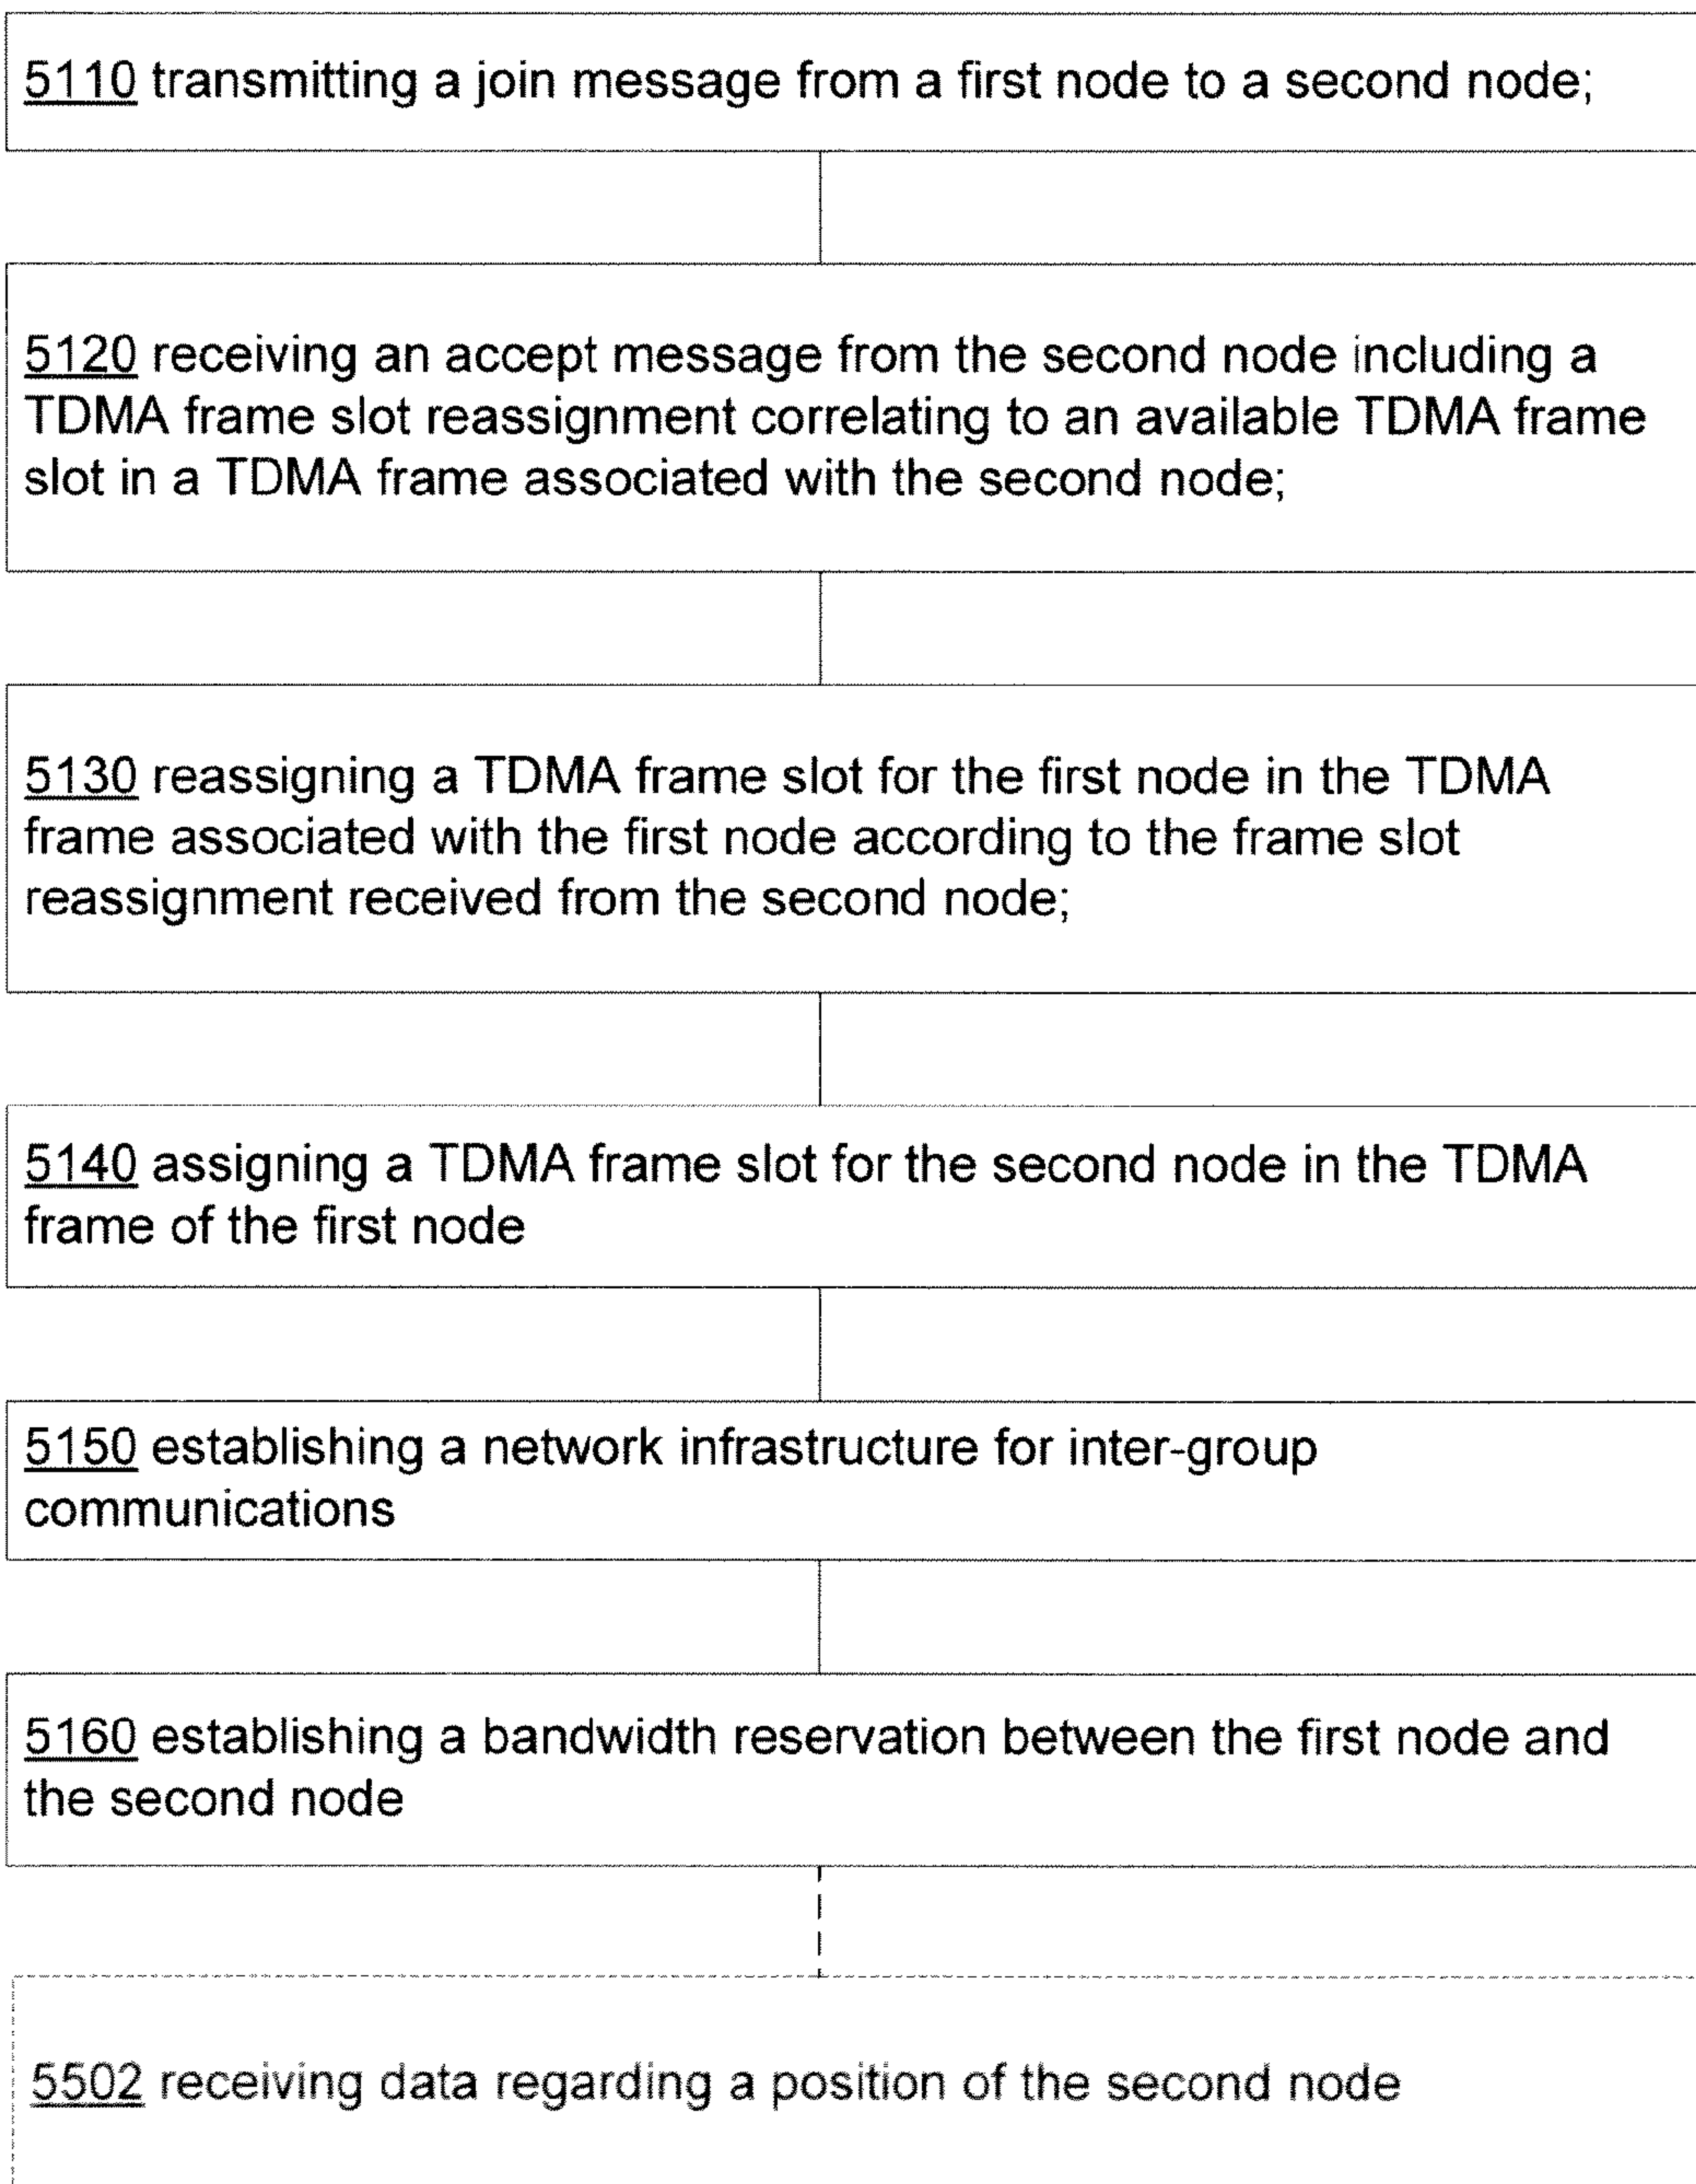 5110 transmitting a join message from a first node to a second node;
5120 receiving an accept message from the second node including a
TDMA frame slot reassignment correlating to an available TDMA frame
slot in a TDMA frame associated with the second node;
5130 reassigning a TDMA frame slot for the first node in the TDMA
frame associated with the first node according to the frame slot
reassignment received from the second node;
5140 assigning a TDMA frame slot for the second node in the TDMA
frame of the first node
5150 establishing a network infrastructure for inter-group
communications
5160 establishing a bandwidth reservation between the first node and
the second node
5502 receiving data regarding a position of the second node